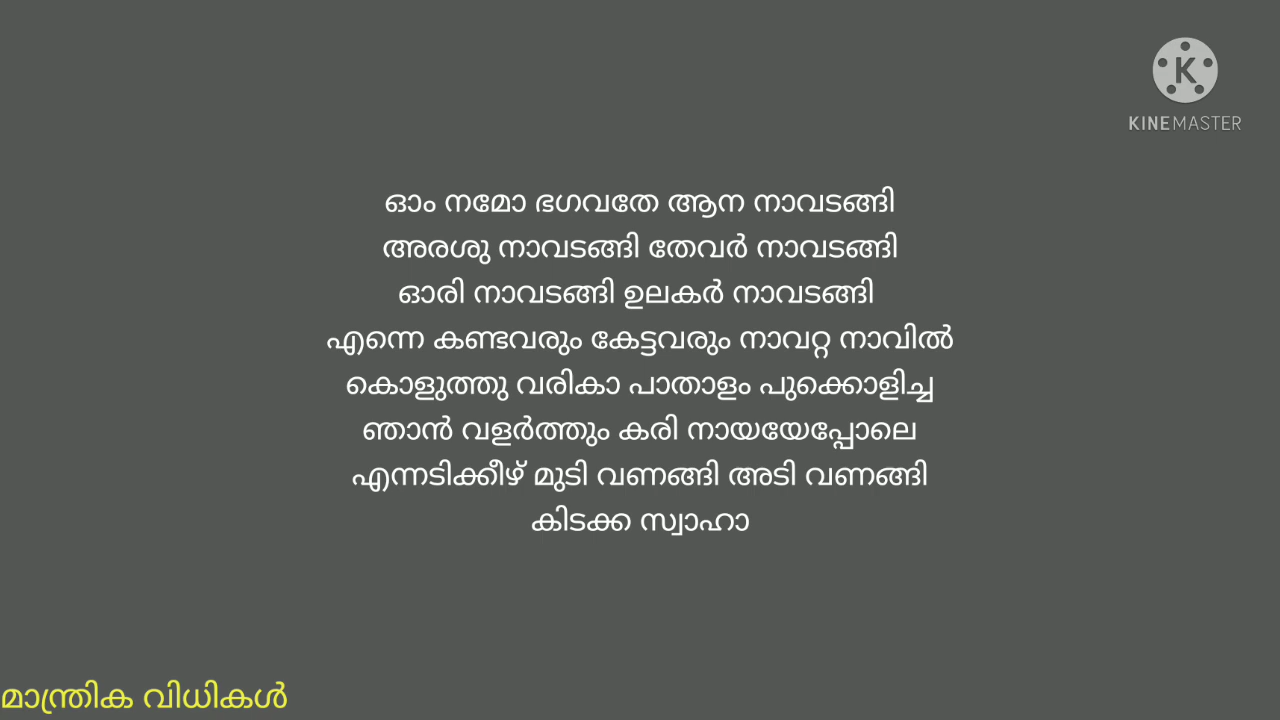 K
KINEMASTER
ഓം നമോ ഭഗവതേ ആന നാവടങ്ങി
അരശു നാവടങ്ങി തേവർ നാവടങ്ങി
ഓരി നാവടങ്ങി ഉലകർ നാവടങ്ങി
എന്നെ കണ്ടവരും കേട്ടവരും നാവറ്റ നാവിൽ
കൊളുത്തു വരികാ പാതാളം പുക്കൊളിച്ച
ഞാൻ വളർത്തും കരി നായയേപ്പോലെ
എന്നടിക്കീഴ് മുടി വണങ്ങി അടി വണങ്ങി
കിടക്ക സ്വാഹാ
മാന്ത്രിക വിധികൾ